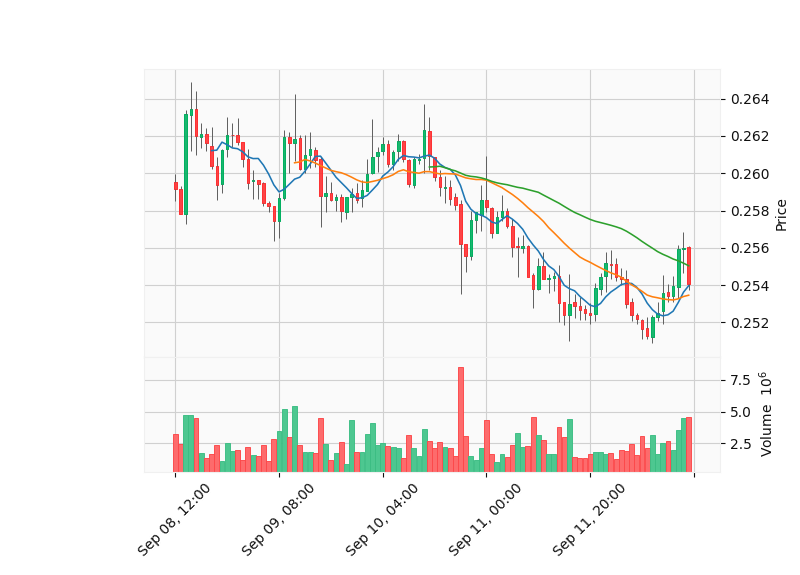 0.264
0.262
0.260
0.258
0.256
0.254
0.252
Price
7.5
5.0
2.5
Volume 10^6
Sep 08, 12:00
Sep 09, 08:00
Sep 10, 04:00
Sep 11, 00:00
Sep 11, 20:00